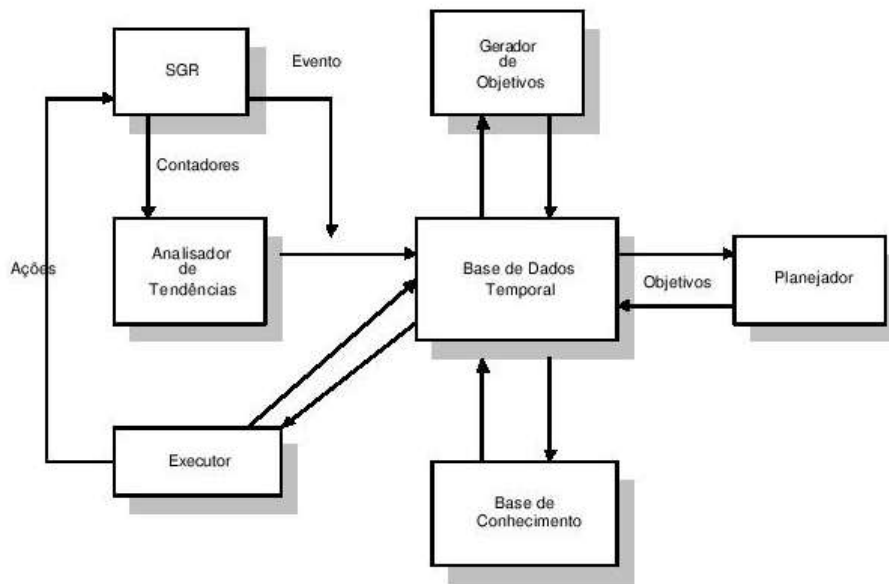 SGR
Evento
Gerador
de
Objetivos
Contadores
Analisador
de
Tendências
Ações
Base de Dados
Temporal
Objetivos
Planejador
Executor
Base de
Conhecimento